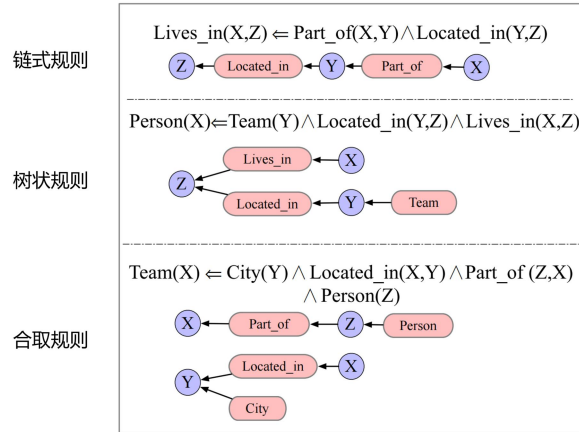 Lives_in(X,Z) ⇐ Part_of(X,Y)∧Located_in(Y,Z)
链式规则
Z Located_in Y Part_of X
Person(X)⇐Team(Y)∧Located_in(Y,Z)∧Lives_in(X,Z)
Lives_in X
树状规则
Z
Located_in Y Team
Team(X) ⇐ City(Y) ∧ Located_in(X,Y) ∧Part_of (Z,X)
∧ Person(Z)
X Part_of Z Person
合取规则
Located_in X
Y
City